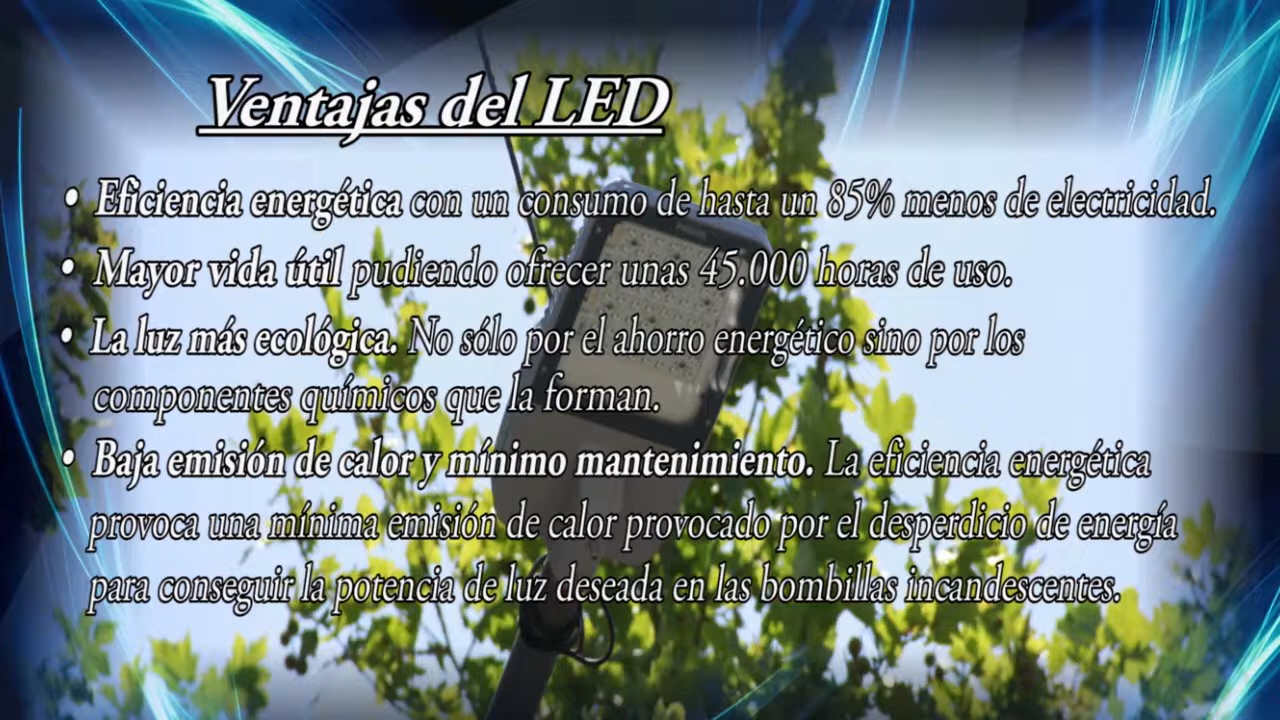 Ventajas del LED
• Eficiencia energética con un consumo de hasta un 85% menos de electricidad.
• Mayor vida útil pudiendo ofrecer unas 45.000 horas de uso.
• La luz más ecológica. No sólo por el ahorro energético sino por los
componentes químicos que la forman.
• Baja emisión de calor y mínimo mantenimiento. La eficiencia energética
provoca una mínima emisión de calor provocado por el desperdicio de energía
para conseguir la potencia de luz deseada en las bombillas incandescentes.